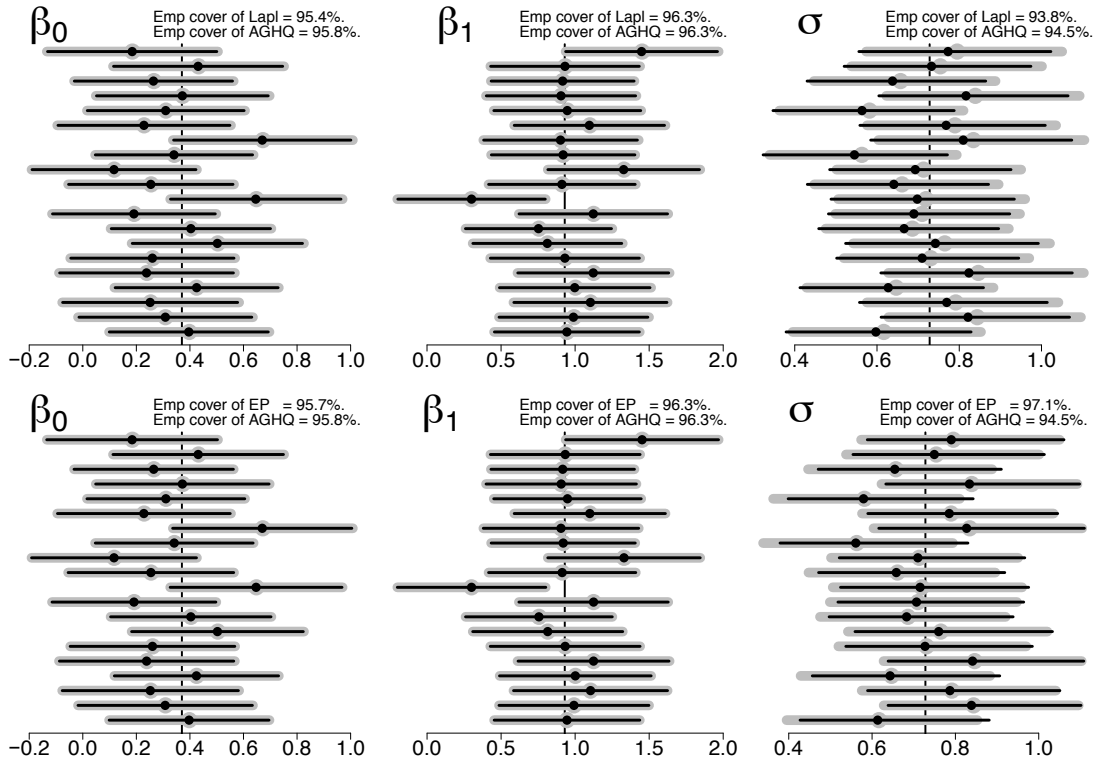 β0
Emp cover of Lapl = 95.4%.
Emp cover of AGHQ = 95.8%.
−0.2 0.0 0.2 0.4 0.6 0.8 1.0
β1
Emp cover of Lapl = 96.3%.
Emp cover of AGHQ = 96.3%.
0.0 0.5 1.0 1.5 2.0
σ
Emp cover of Lapl = 93.8%.
Emp cover of AGHQ = 94.5%.
0.4 0.6 0.8 1.0
β0
Emp cover of EP = 95.7%.
Emp cover of AGHQ = 95.8%.
−0.2 0.0 0.2 0.4 0.6 0.8 1.0
β1
Emp cover of EP = 96.3%.
Emp cover of AGHQ = 96.3%.
0.0 0.5 1.0 1.5 2.0
σ
Emp cover of EP = 97.1%.
Emp cover of AGHQ = 94.5%.
0.4 0.6 0.8 1.0